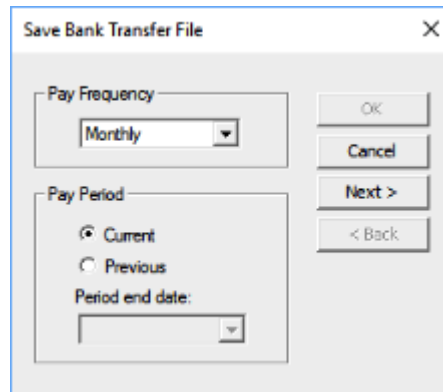 Save Bank Transfer File
Pay Frequency
Monthly
OK
Cancel
Next >
< Back
Pay Period
Current
Previous
Period end date: